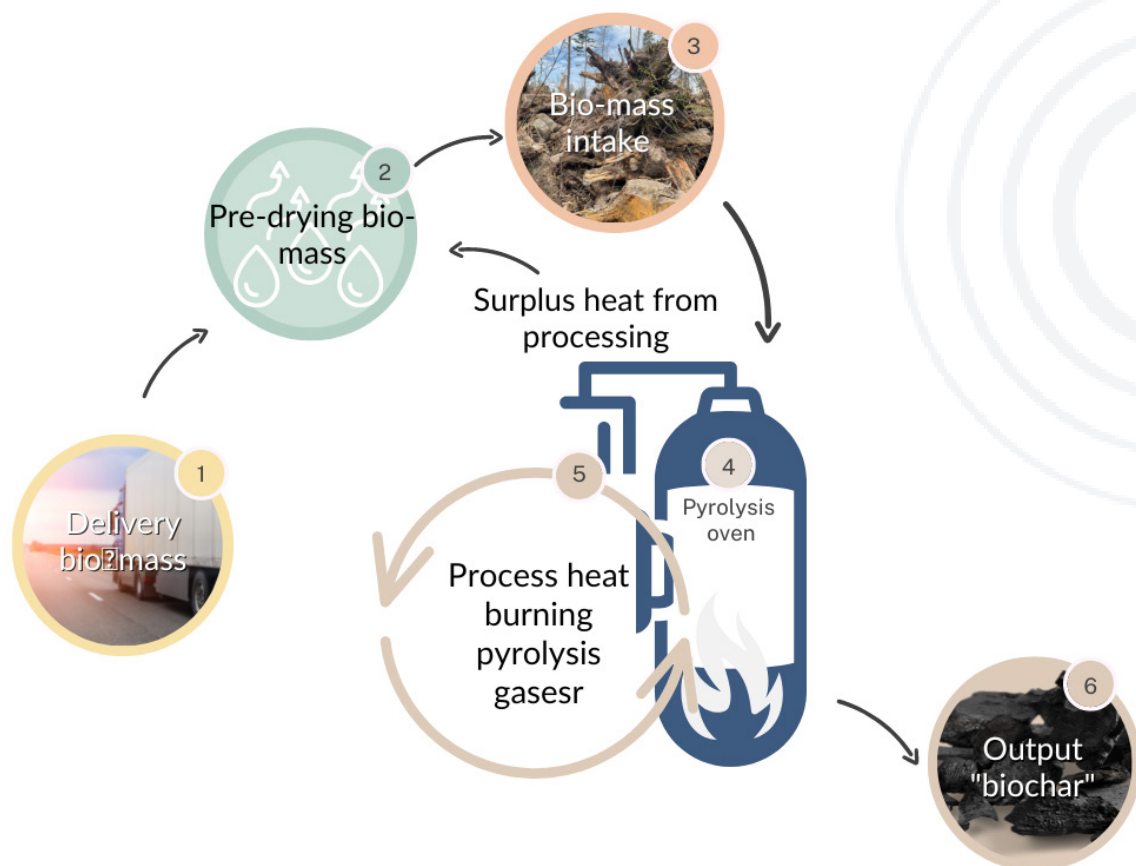 1
Delivery
bio⍰mass
2
Pre-drying bio-
mass
3
Bio-mass
intake
Surplus heat from
processing
4
Pyrolysis
oven
5
Process heat
burning
pyrolysis
gasesr
6
Output
"biochar"